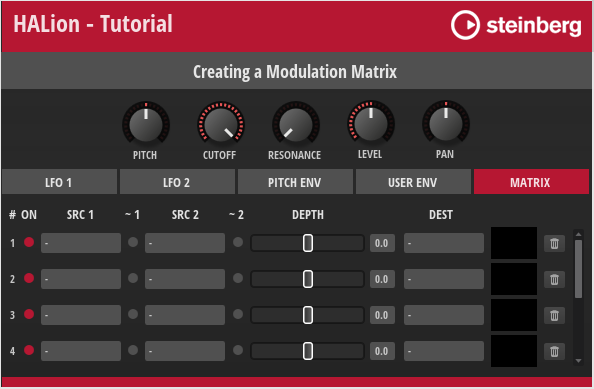 HALion - Tutorial
steinberg
Creating a Modulation Matrix
PITCH CUTOFF RESONANCE LEVEL PAN
LFO 1 LFO 2 PITCH ENV USER ENV MATRIX
# ON SRC 1 ~ 1 SRC 2 ~ 2 DEPTH DEST
1 - - 0.0 -
2 - - 0.0 -
3 - - 0.0 -
4 - - 0.0 -